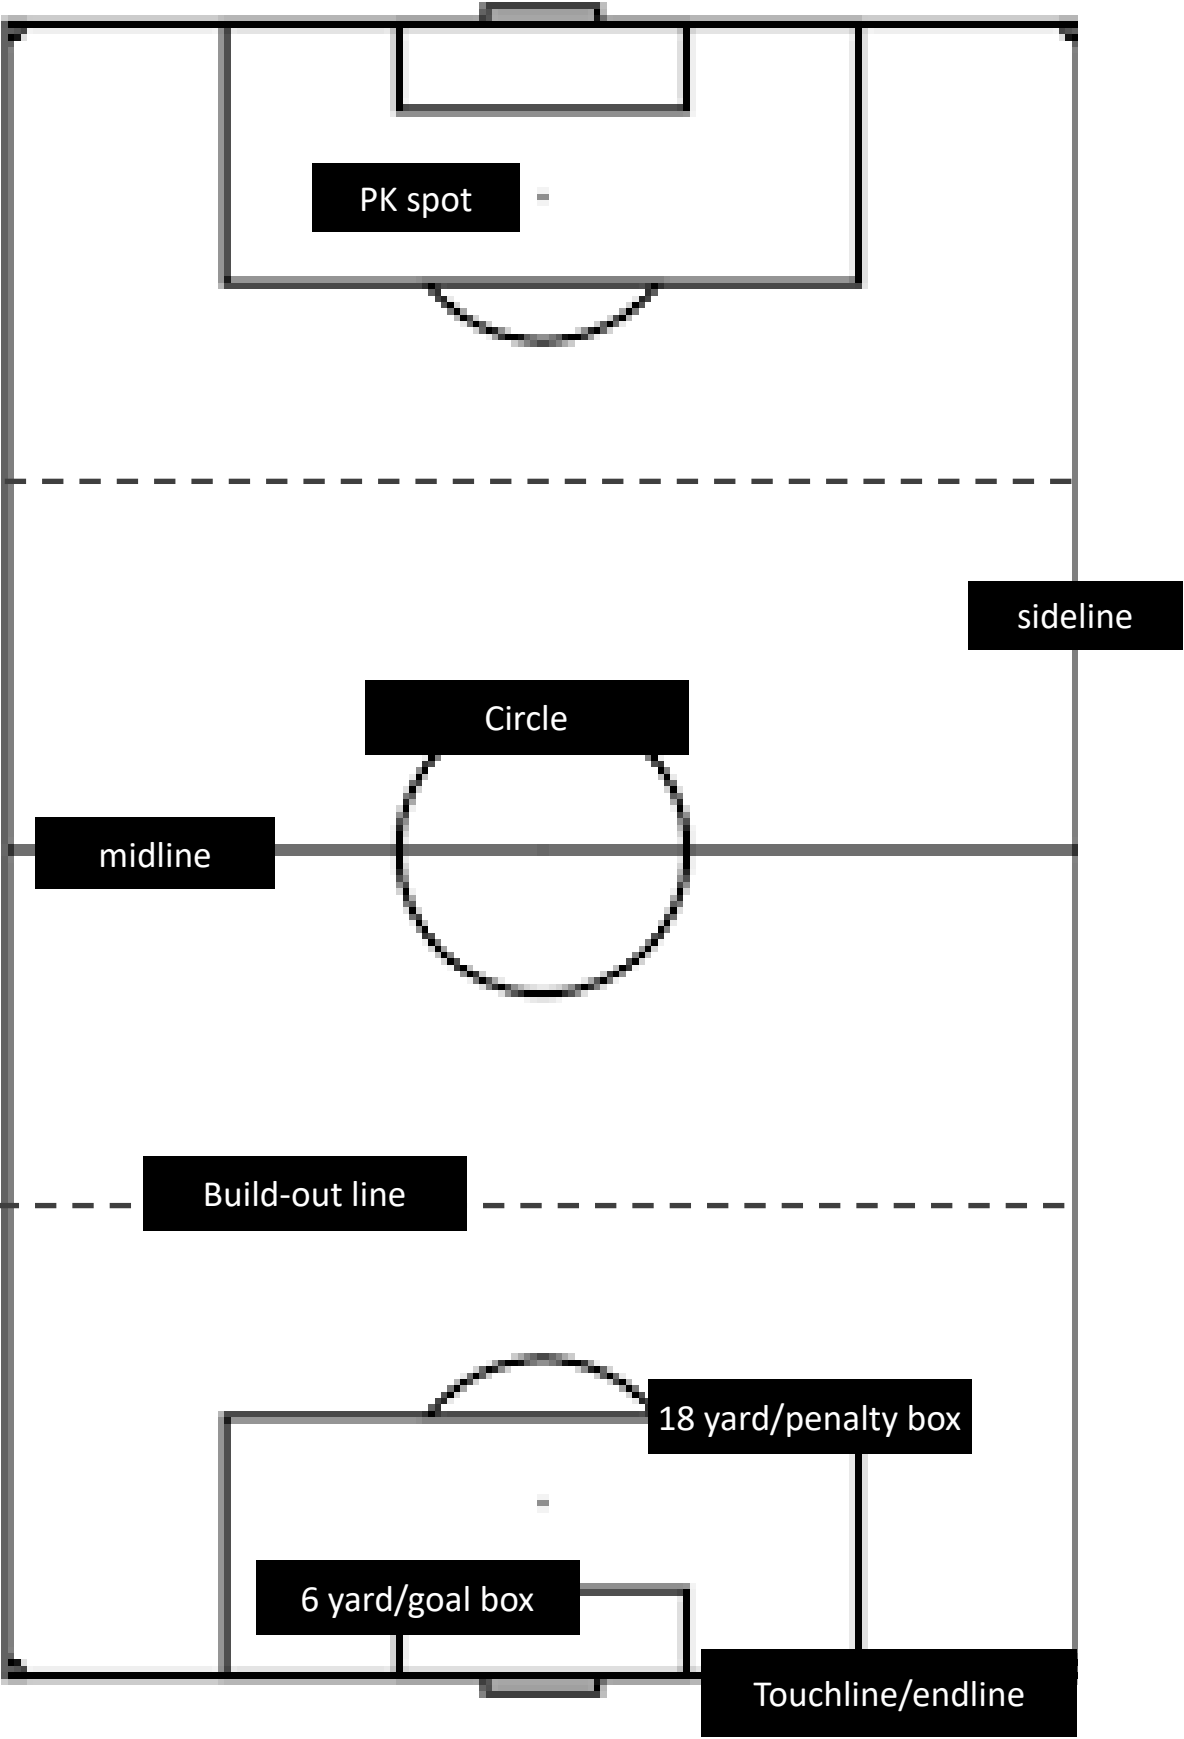 PK spot
sideline
Circle
midline
Build-out line
18 yard/penalty box
6 yard/goal box
Touchline/endline